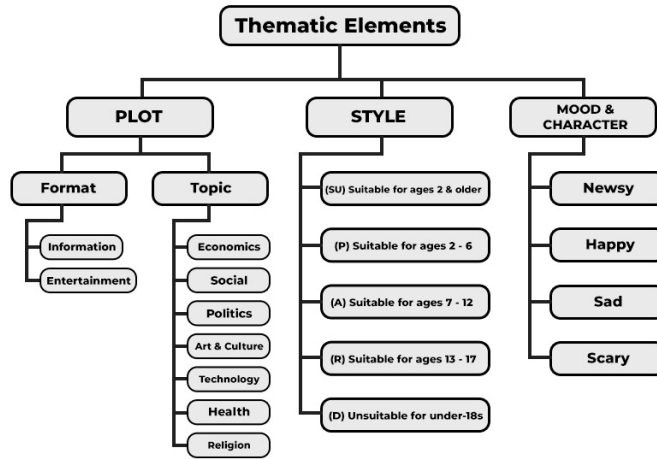 Thematic Elements
PLOT
STYLE
MOOD &
CHARACTER
Format
Topic
Information
Entertainment
Economics
Social
Politics
Art & Culture
Technology
Health
Religion
(SU) Suitable for ages 2 & older
(P) Suitable for ages 2 - 6
(A) Suitable for ages 7 - 12
(R) Suitable for ages 13 - 17
(D) Unsuitable for under-18s
Newsy
Happy
Sad
Scary